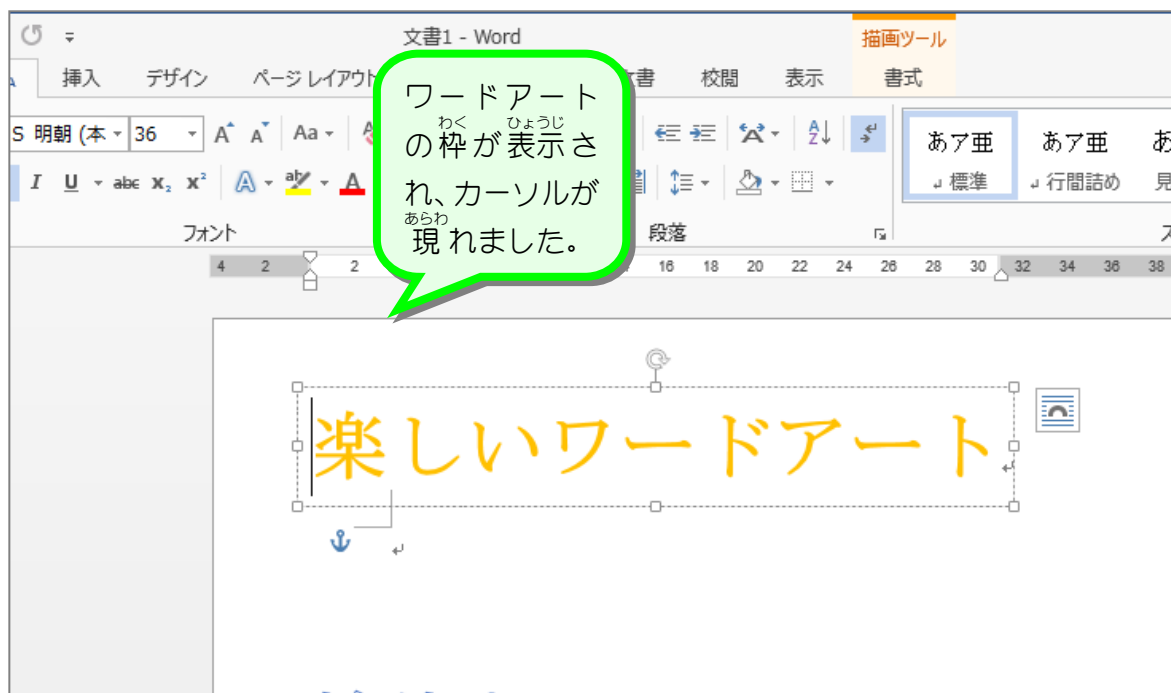 文書1 - Word
描画ツール
挿入 デザイン ページ レイアウト 校閲 表示 書式
明朝 (本 36 A A Aa
I U abc x₂ x² A ab A
A Z
あア亜 あア亜
標準 行間詰め
フォント 段落
4 2 2 16 18 20 22 24 26 28 30 32 34 36 38
ワードアート
の枠が表示さ
わく ひょうじ
れ、カーソルが
あらわ
現れました。
楽しいワードアート